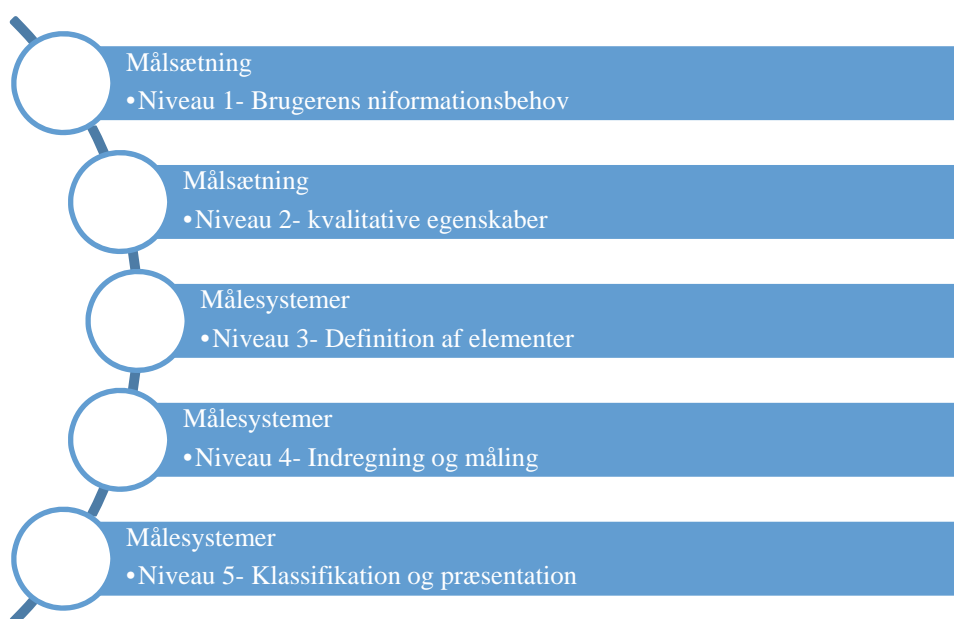 Målsætning
•Niveau 1- Brugerens niformationsbehov
Målsætning
•Niveau 2- kvalitative egenskaber
Målesystemer
•Niveau 3- Definition af elementer
Målesystemer
•Niveau 4- Indregning og måling
Målesystemer
•Niveau 5- Klassifikation og præsentation